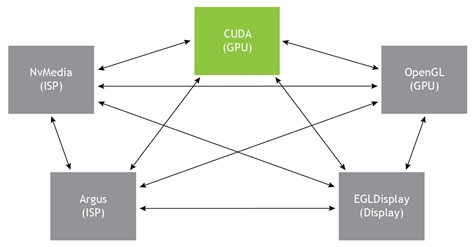 CUDA
(GPU)
NvMedia
(ISP)
OpenGL
(GPU)
Argus
(ISP)
EGLDisplay
(Display)